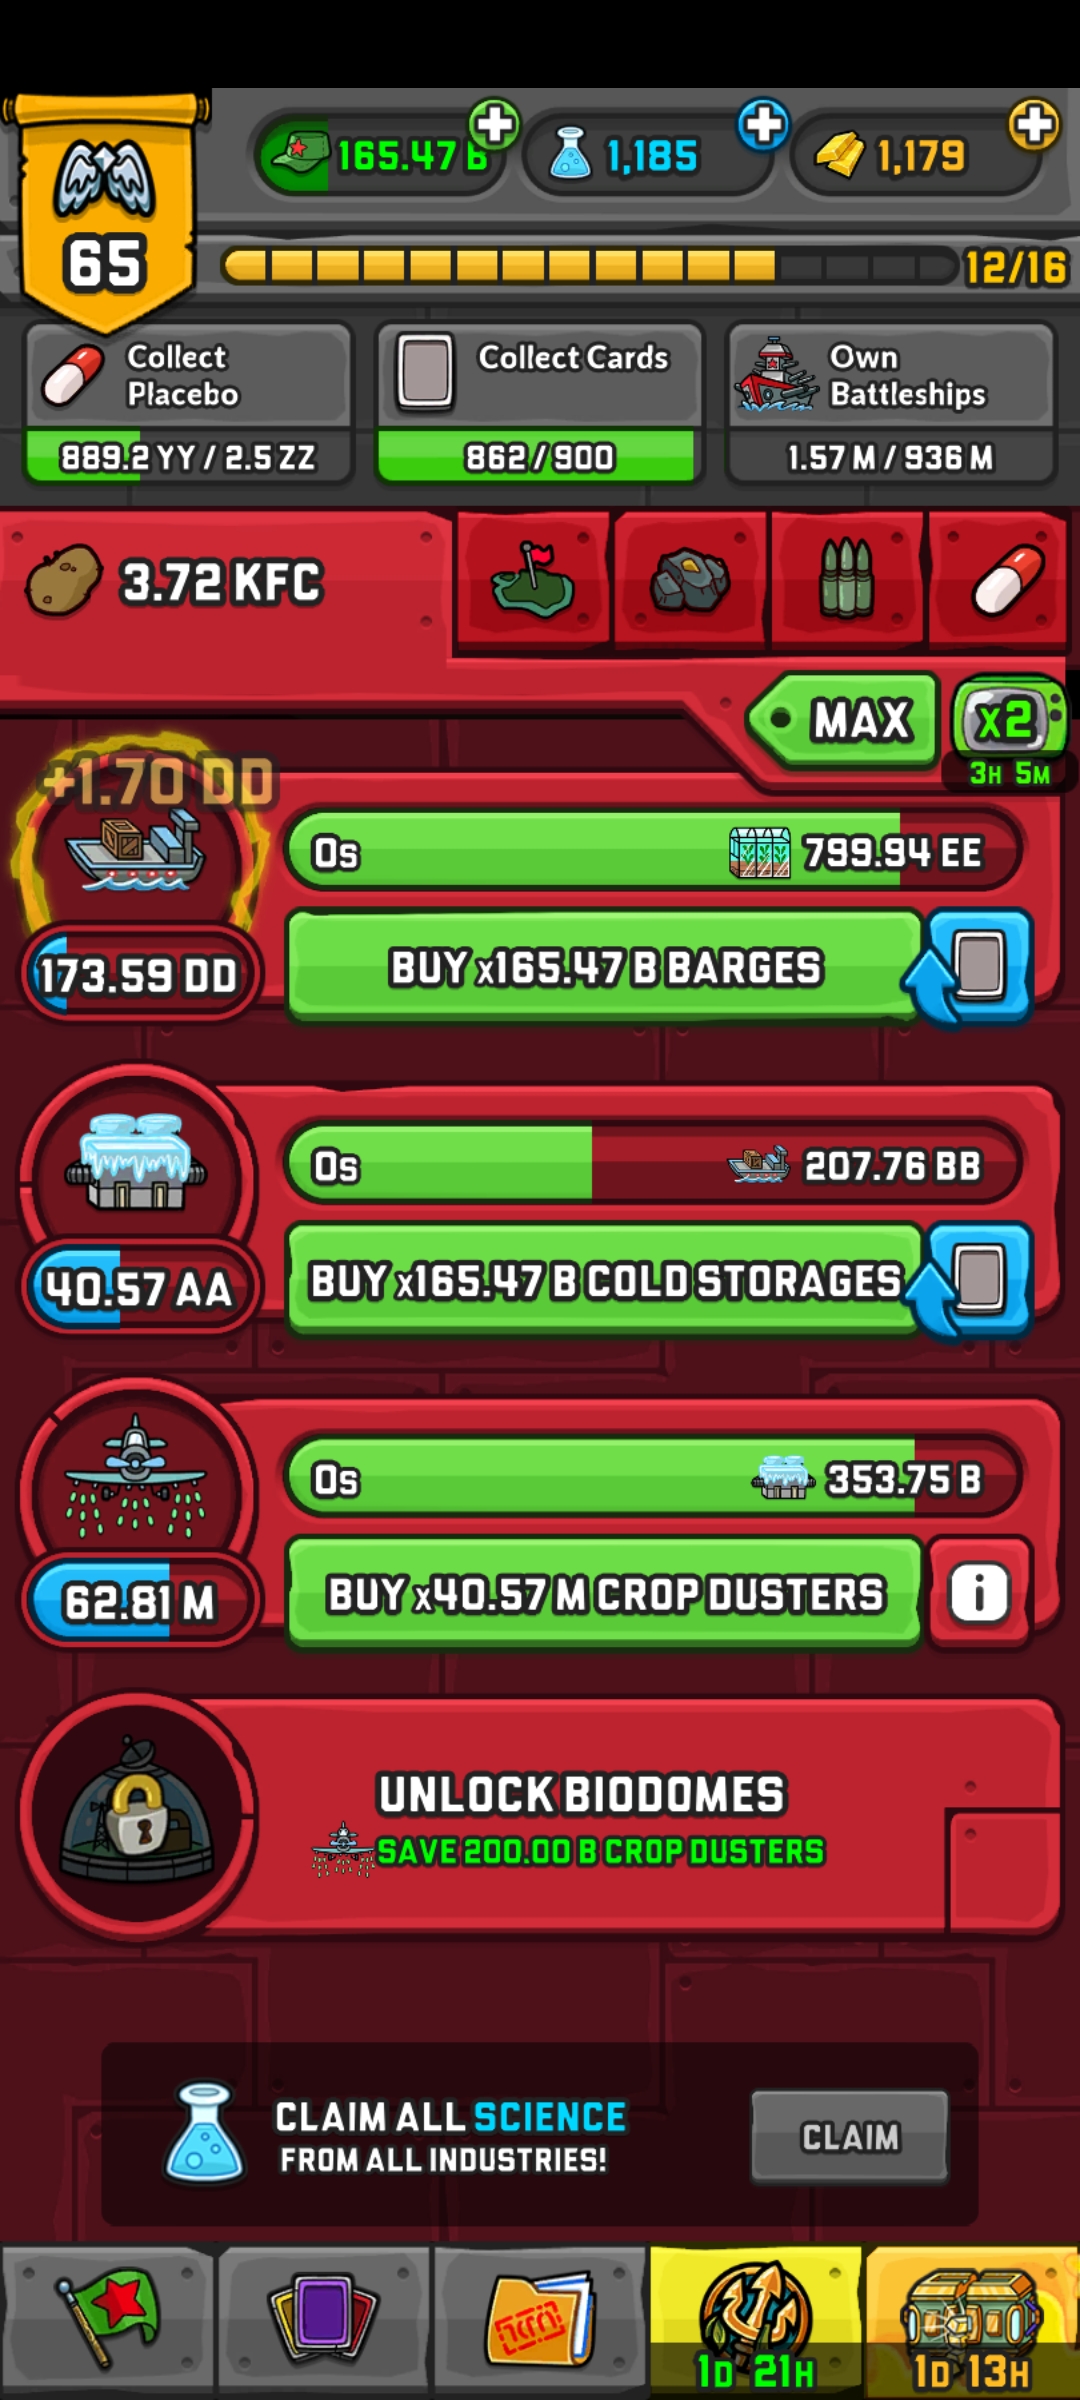 65
165.47 B
1,185
1,179
12/16
Collect Placebo
889.2 YY / 2.5 ZZ
Collect Cards
862/900
Own Battleships
1.57 M / 936 M
3.72 KFC
MAX
x2
3H 5M
+1.70 DD
0s
799.94 EE
173.59 DD
BUY x165.47 B BARGES
0s
207.76 BB
40.57 AA
BUY x165.47 B COLD STORAGES
0s
353.75 B
62.81 M
BUY x40.57 M CROP DUSTERS
i
UNLOCK BIODOMES
SAVE 200.00 B CROP DUSTERS
CLAIM ALL SCIENCE
FROM ALL INDUSTRIES!
CLAIM
1D 21H
1D 13H